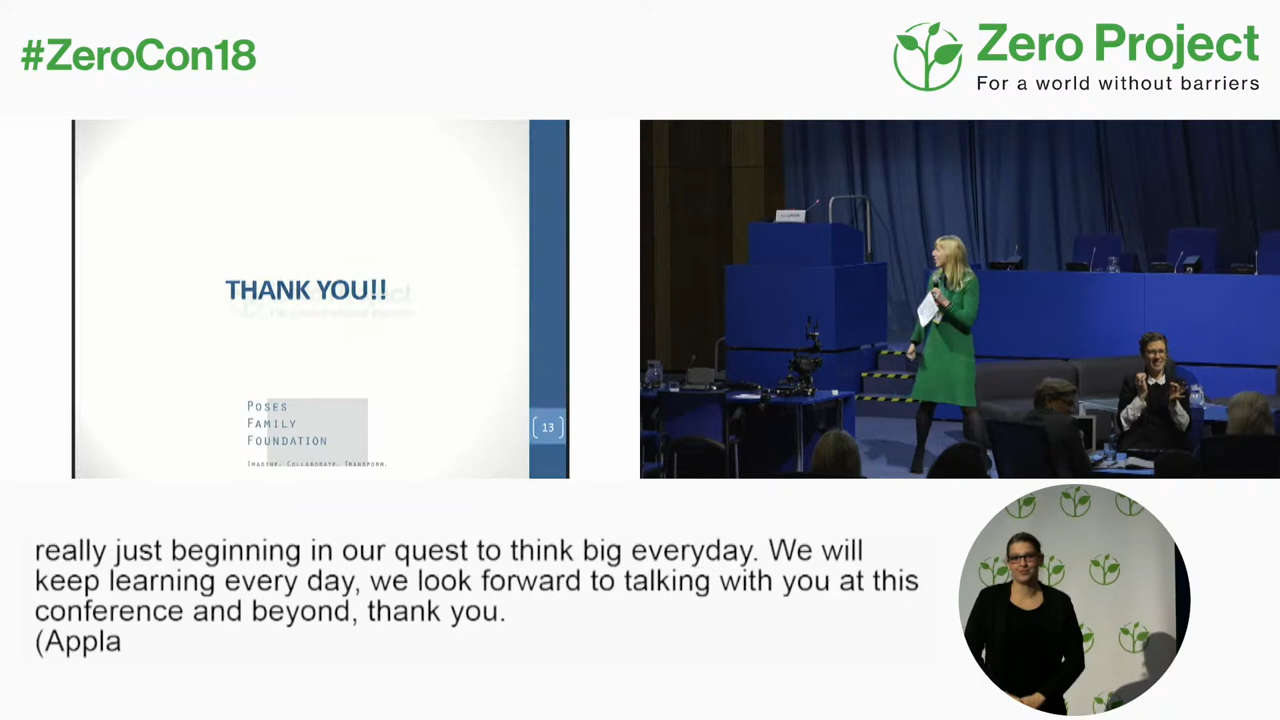 #ZeroCon18
Zero Project
For a world without barriers
THANK YOU!!
POSES
FAMILY
FOUNDATION
IMAGINE. COLLABORATE. TRANSFORM.
13
really just beginning in our quest to think big everyday. We will
keep learning every day, we look forward to talking with you at this
conference and beyond, thank you.
(Appla